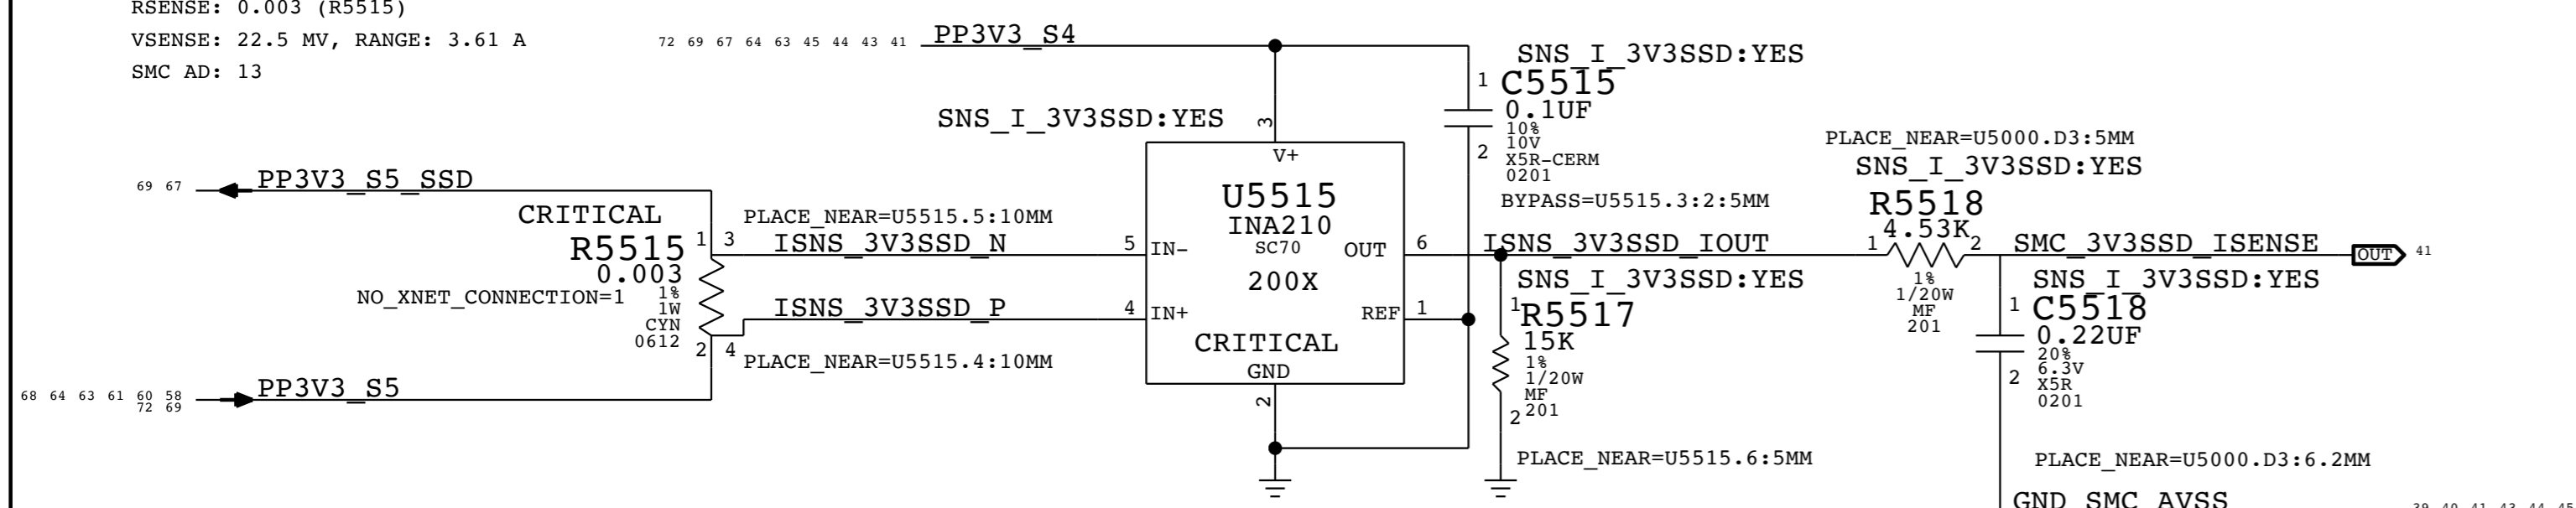 RSENSE: 0.003 (R5515)
VSENSE: 22.5 MV, RANGE: 3.61 A
SMC AD: 13
72 69 67 64 63 45 44 43 41
PP3V3_S4
SNS_I_3V3SSD:YES
1
C5515
0.1UF
10%
10V
X5R-CERM
0201
2
BYPASS=U5515.3:2:5MM
SNS_I_3V3SSD:YES
3
V+
U5515
INA210
SC70
200X
CRITICAL
GND
2
5
IN-
4
IN+
OUT
6
REF
1
69 67
PP3V3_S5_SSD
CRITICAL
R5515
0.003
1%
1W
CYN
0612
NO_XNET_CONNECTION=1
1
3
2
4
PLACE_NEAR=U5515.5:10MM
ISNS_3V3SSD_N
ISNS_3V3SSD_P
PLACE_NEAR=U5515.4:10MM
68 64 63 61 60 58
72 69
PP3V3_S5
ISNS_3V3SSD_IOUT
SNS_I_3V3SSD:YES
1
R5517
15K
1%
1/20W
MF
201
2
PLACE_NEAR=U5515.6:5MM
PLACE_NEAR=U5000.D3:5MM
SNS_I_3V3SSD:YES
R5518
4.53K
1
2
1%
1/20W
MF
201
SMC_3V3SSD_ISENSE
OUT
41
SNS_I_3V3SSD:YES
1
C5518
0.22UF
20%
6.3V
X5R
0201
2
PLACE_NEAR=U5000.D3:6.2MM
GND_SMC_AVSS
39 40 41 43 44 45